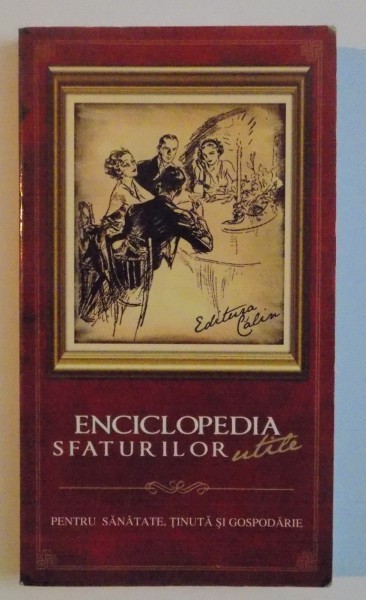 Editura
Călin
ENCICLOPEDIA
SFATURILOR utile
PENTRU SĂNĂTATE, ŢINUTĂ ŞI GOSPODĂRIE